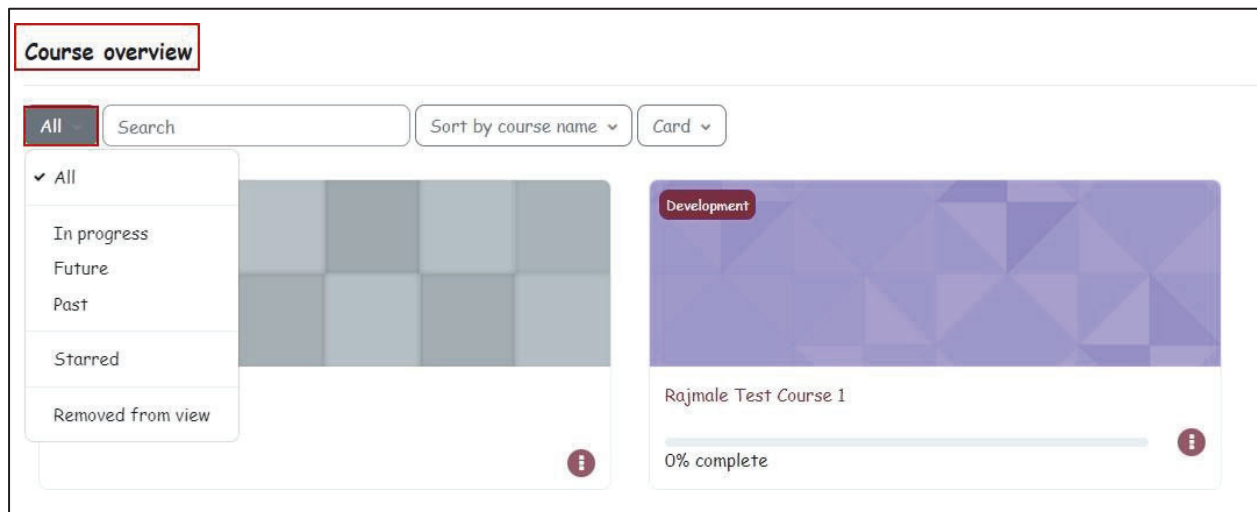 Course overview
All
Search
Sort by course name
Card
All
In progress
Future
Past
Starred
Removed from view
Development
Rajmale Test Course 1
0% complete